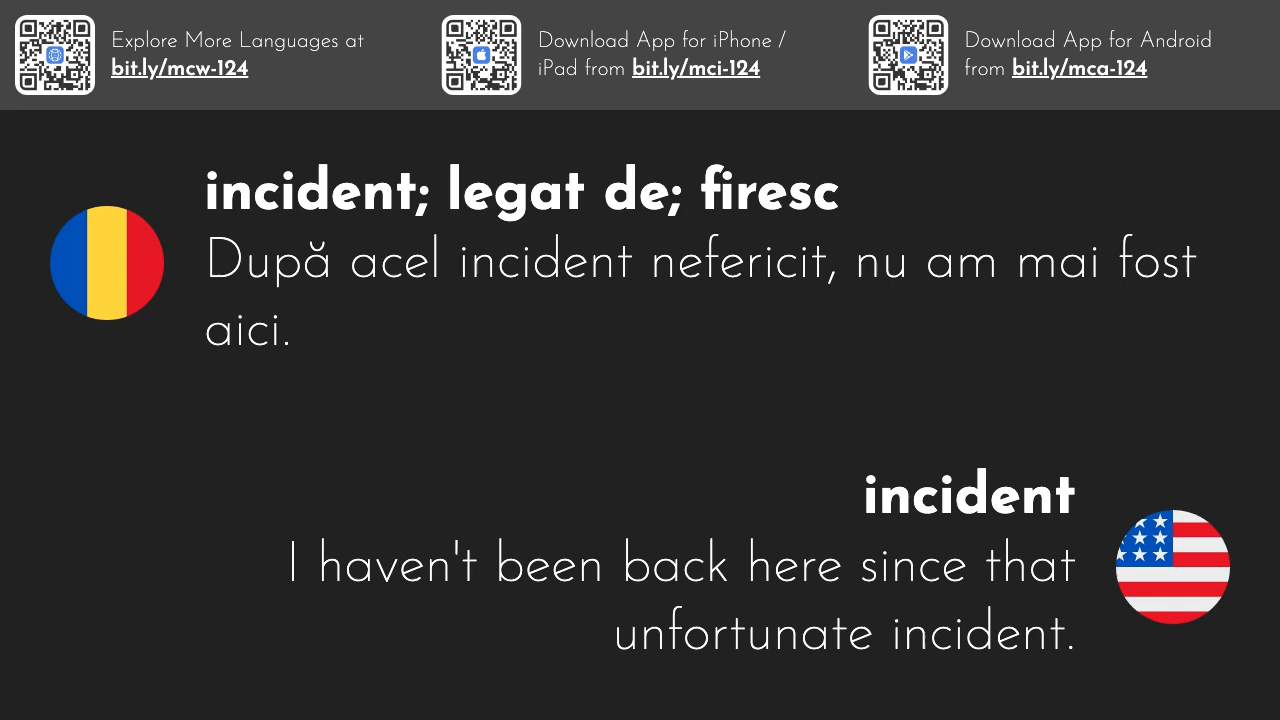 Explore More Languages at
bit.ly/mcw-124
Download App for iPhone /
iPad from bit.ly/mci-124
Download App for Android
from bit.ly/mca-124
incident; legat de; firesc
După acel incident nefericit, nu am mai fost
aici.
incident
I haven't been back here since that
unfortunate incident.